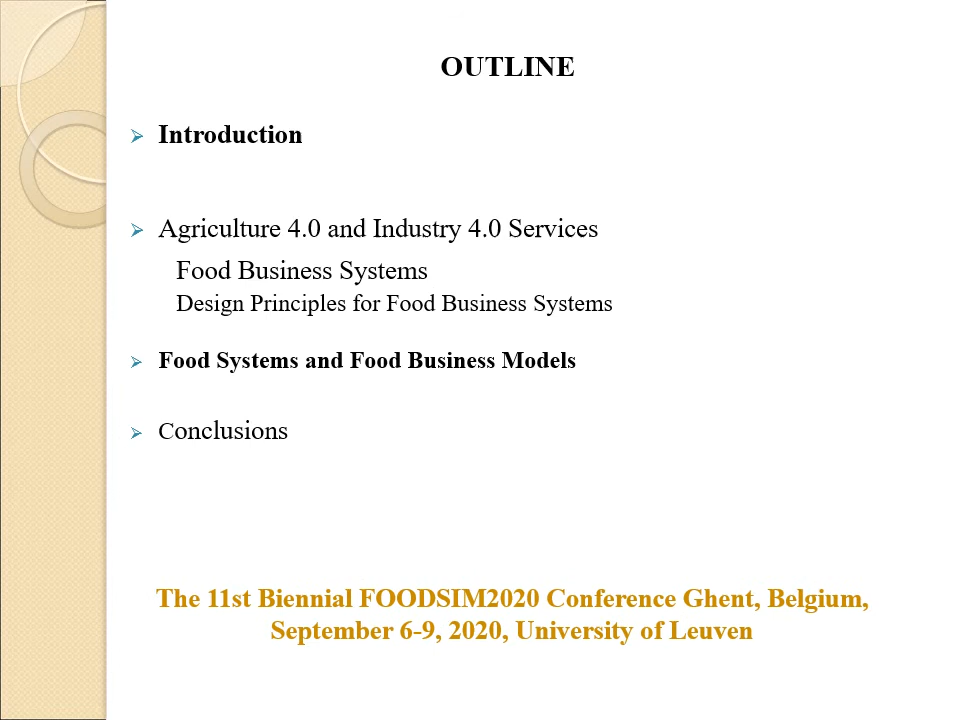 OUTLINE
Introduction
Agriculture 4.0 and Industry 4.0 Services
Food Business Systems
Design Principles for Food Business Systems
Food Systems and Food Business Models
Conclusions
The 11st Biennial FOODSIM2020 Conference Ghent, Belgium,
September 6-9, 2020, University of Leuven